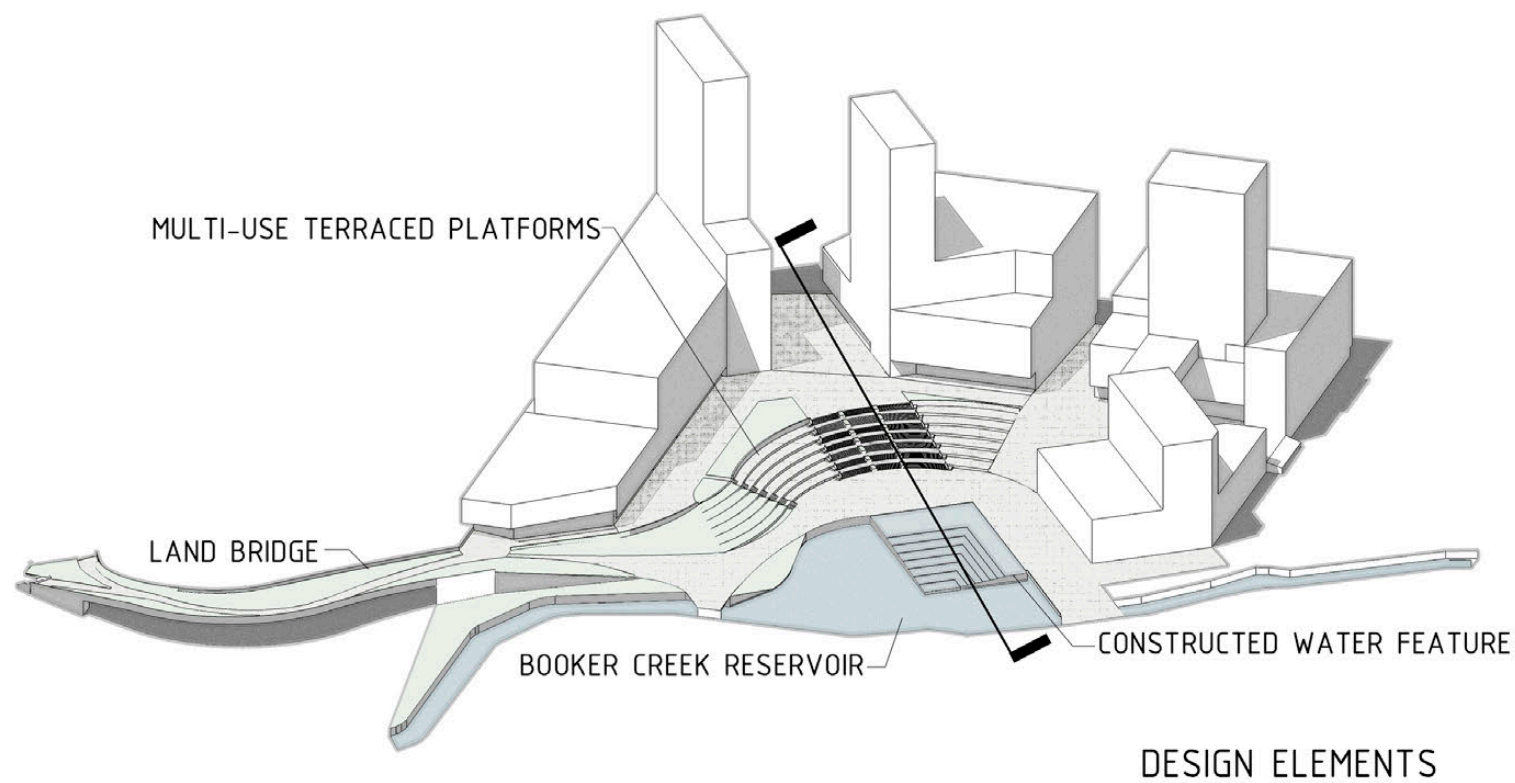 MULTI-USE TERRACED PLATFORMS
LAND BRIDGE
BOOKER CREEK RESERVOIR
CONSTRUCTED WATER FEATURE
DESIGN ELEMENTS